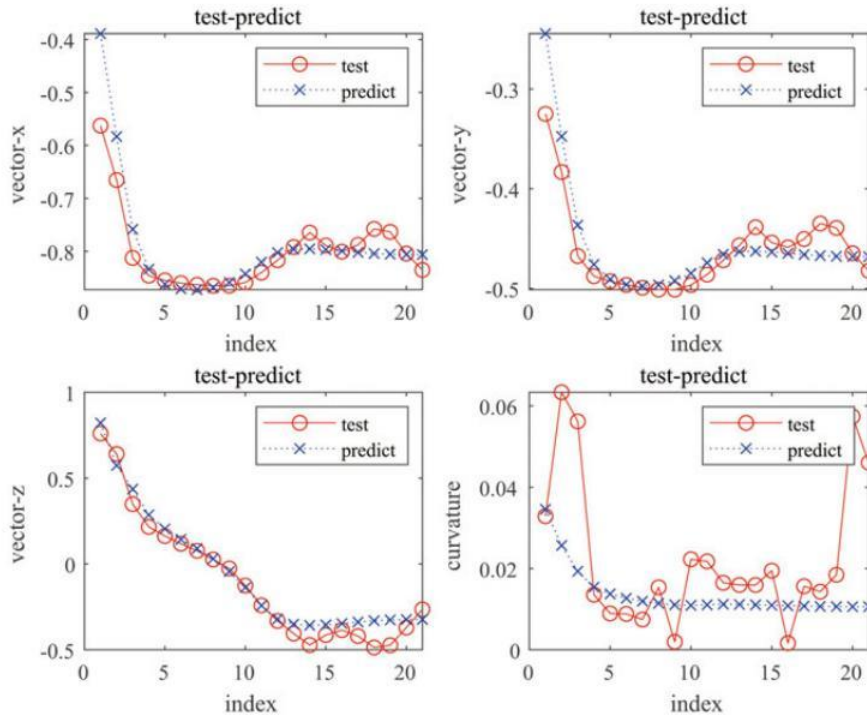 test-predict
-0.4
-0.5
-0.6
-0.7
-0.8
vector-x
test
predict
0 5 10 15 20
index
test-predict
-0.3
-0.4
-0.5
vector-y
test
predict
0 5 10 15 20
index
test-predict
1
0.5
0
-0.5
vector-z
test
predict
0 5 10 15 20
index
test-predict
0.06
0.04
0.02
0
curvature
test
predict
0 5 10 15 20
index